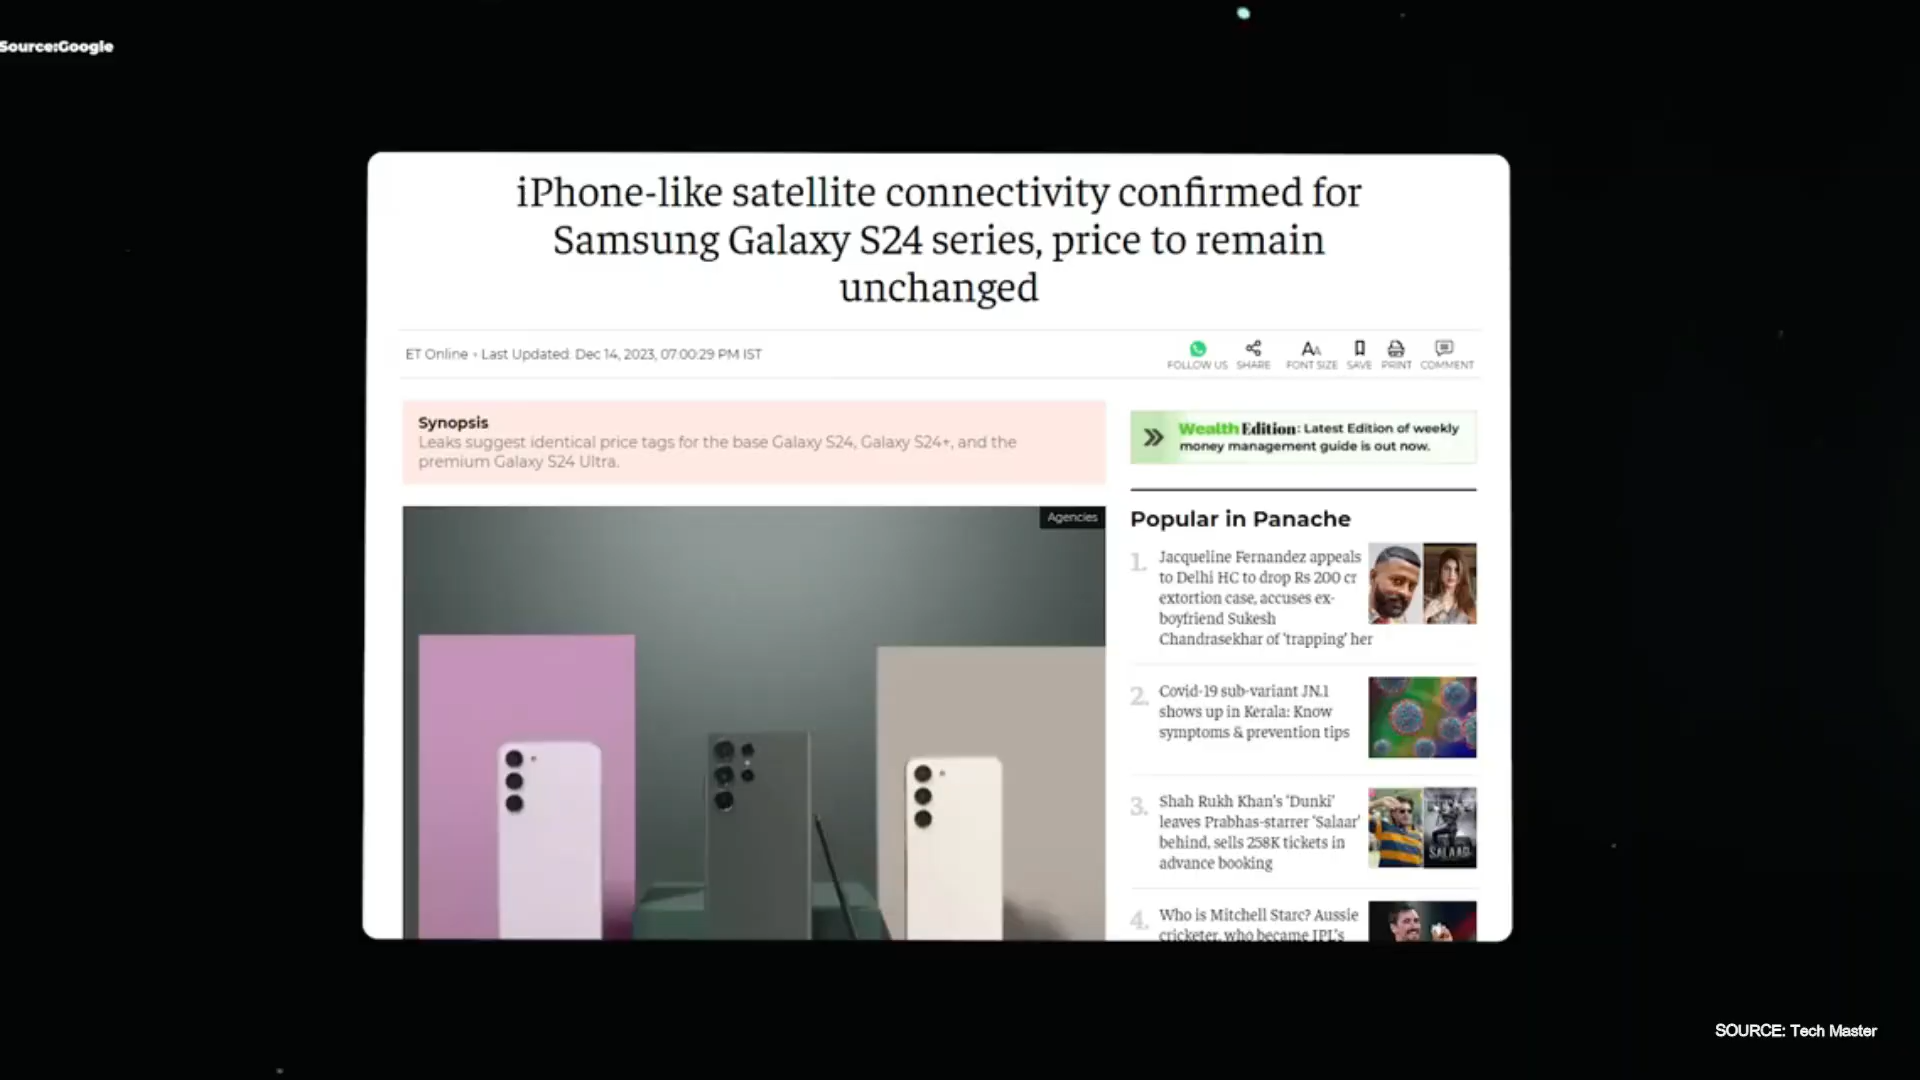 Source:Google
iPhone-like satellite connectivity confirmed for
Samsung Galaxy S24 series, price to remain
unchanged
ET Online • Last Updated: Dec 14, 2023, 07:00:29 PM IST
FOLLOW US SHARE FONT SIZE SAVE PRINT COMMENT
Synopsis
Leaks suggest identical price tags for the base Galaxy S24, Galaxy S24+, and the
premium Galaxy S24 Ultra.
Agencies
Wealth Edition: Latest Edition of weekly
money management guide is out now.
Popular in Panache
1. Jacqueline Fernandez appeals
to Delhi HC to drop Rs 200 cr
extortion case, accuses ex-
boyfriend Sukesh
Chandrasekhar of 'trapping' her
2. Covid-19 sub-variant JN.1
shows up in Kerala: Know
symptoms & prevention tips
3. Shah Rukh Khan's 'Dunki'
leaves Prabhas-starrer 'Salaar'
behind, sells 258K tickets in
advance booking
SALAAR
4. Who is Mitchell Starc? Aussie
cricketer, who became IPL's
SOURCE: Tech Master